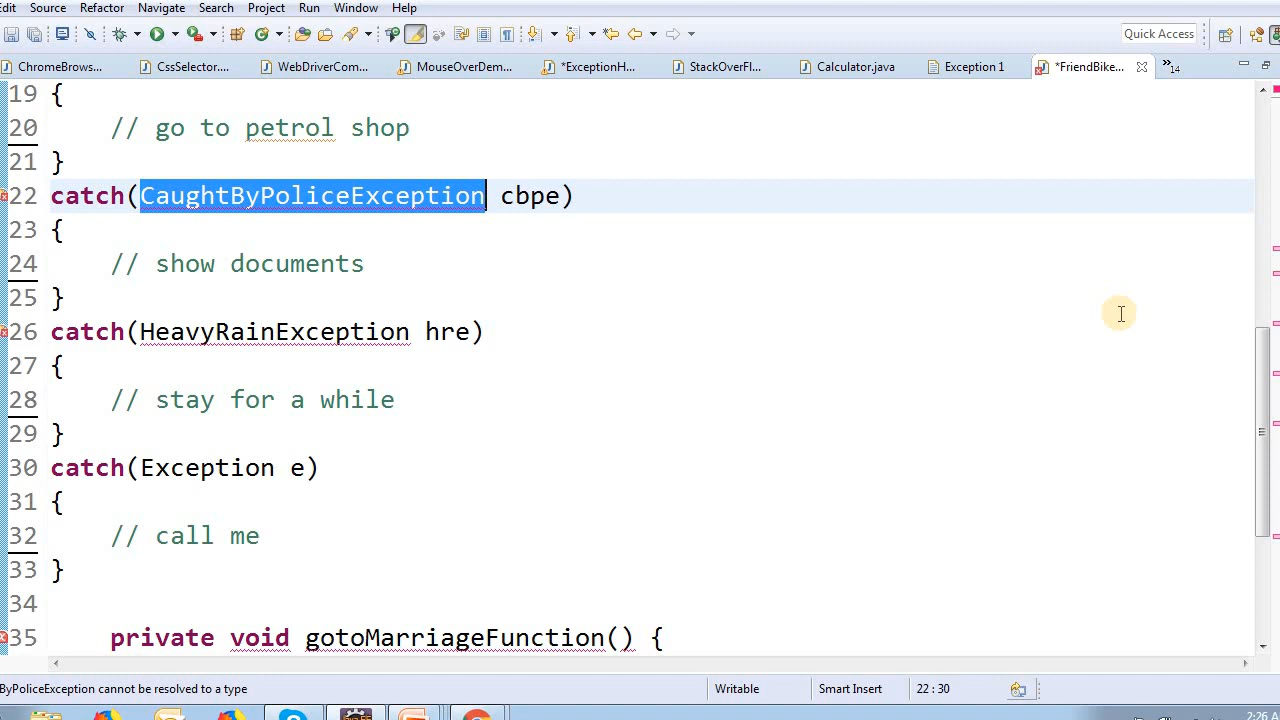 dit Source Refactor Navigate Search Project Run Window Help
Quick Access
ChromeBrows... CssSelector.... WebDriverCom... MouseOverDem... *ExceptionH... StackOverFl... Calculator.java Exception 1 *FriendBike... »14
19 {
20 // go to petrol shop
21 }
22 catch(CaughtByPoliceException cbpe)
23 {
24 // show documents
25 }
26 catch(HeavyRainException hre)
27 {
28 // stay for a while
29 }
30 catch(Exception e)
31 {
32 // call me
33 }
34
35 private void gotoMarriageFunction() {
ByPoliceException cannot be resolved to a type Writable Smart Insert 22 : 30
2:26 A